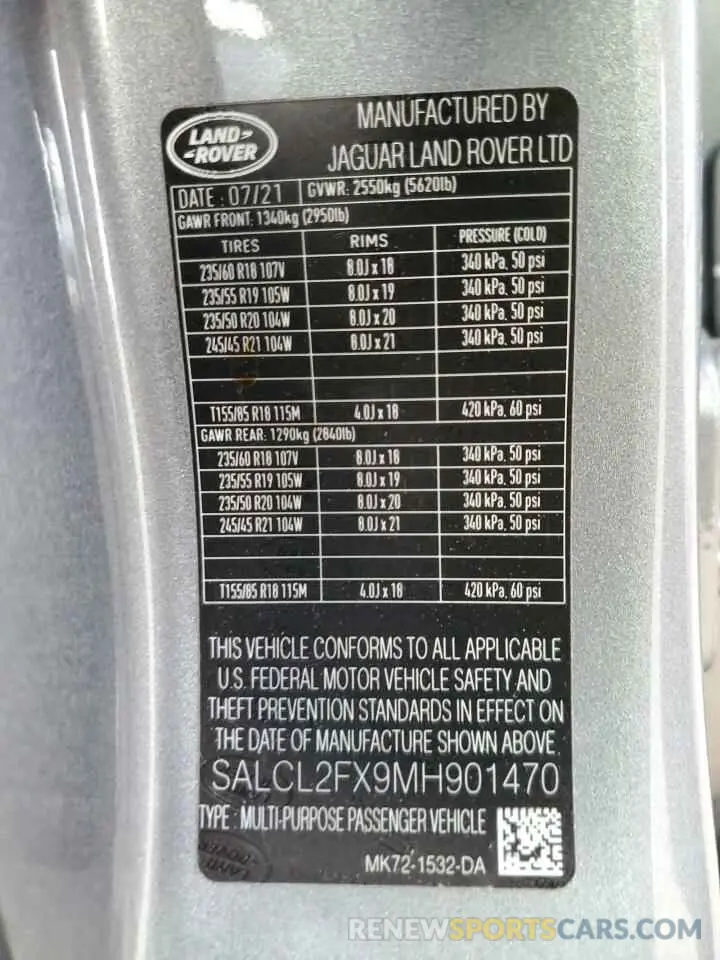 LAND-
-ROVER
MANUFACTURED BY
JAGUAR LAND ROVER LTD
DATE : 07/21 GVWR: 2550kg (5620lb)
GAWR FRONT: 1340kg (2950lb)
TIRES RIMS PRESSURE (COLD)
235/60 R18 107V 8.0J x 18 340 kPa, 50 psi
235/55 R19 105W 8.0J x 19 340 kPa, 50 psi
235/50 R20 104W 8.0J x 20 340 kPa, 50 psi
245/45 R21 104W 8.0J x 21 340 kPa, 50 psi
T155/85 R18 115M 4.0J x 18 420 kPa, 60 psi
GAWR REAR: 1290kg (2840lb)
235/60 R18 107V 8.0J x 18 340 kPa, 50 psi
235/55 R19 105W 8.0J x 19 340 kPa, 50 psi
235/50 R20 104W 8.0J x 20 340 kPa, 50 psi
245/45 R21 104W 8.0J x 21 340 kPa, 50 psi
T155/85 R18 115M 4.0J x 18 420 kPa, 60 psi
THIS VEHICLE CONFORMS TO ALL APPLICABLE
U.S. FEDERAL MOTOR VEHICLE SAFETY AND
THEFT PREVENTION STANDARDS IN EFFECT ON
THE DATE OF MANUFACTURE SHOWN ABOVE.
SALCL2FX9MH901470
TYPE : MULTI-PURPOSE PASSENGER VEHICLE
MK72-1532-DA
RENEWSPORTSCARS.COM